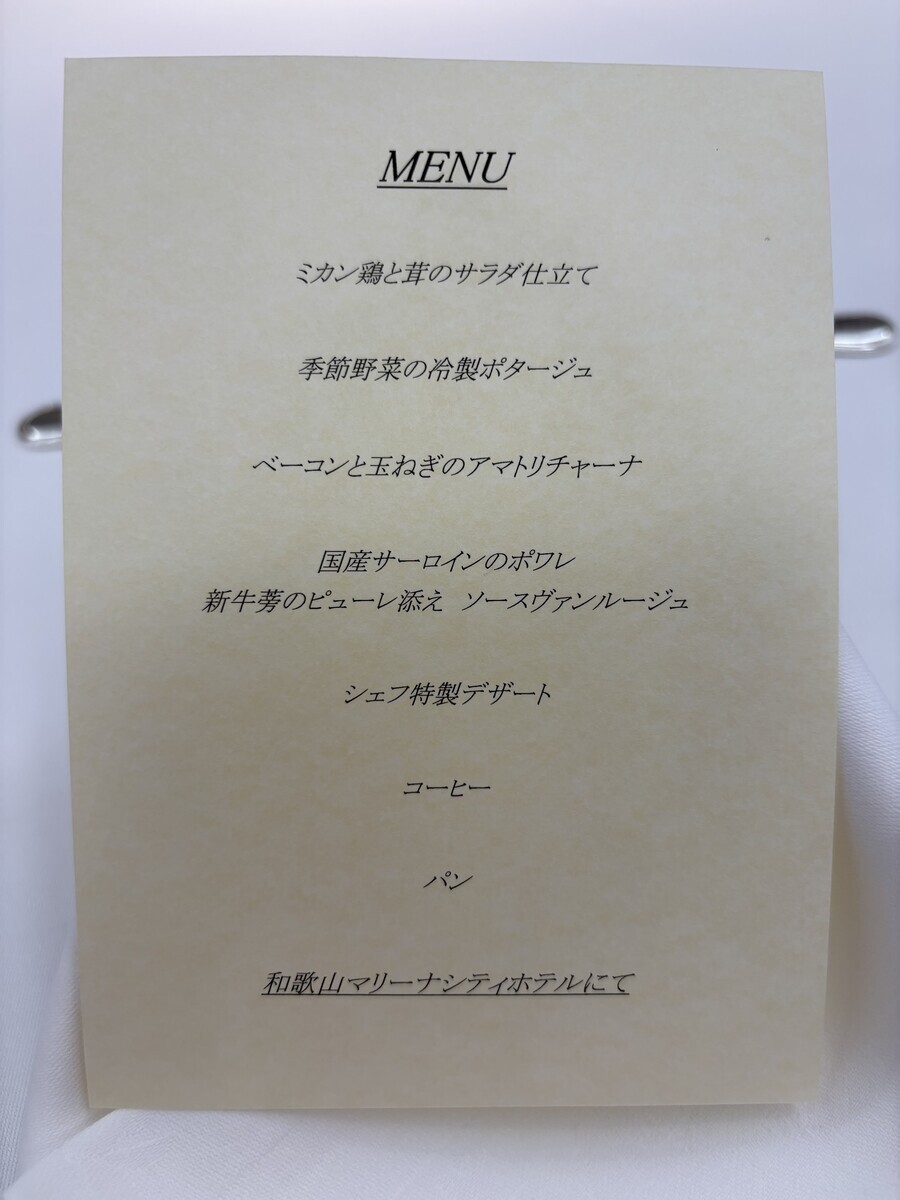 MENU
ミカン鶏と茸のサラダ仕立て
季節野菜の冷製ポタージュ
ベーコンと玉ねぎのアマトリチャーナ
国産サーロインのポワレ
新牛蒡のピューレ添え　ソースヴァンルージュ
シェフ特製デザート
コーヒー
パン
和歌山マリーナシティホテルにて